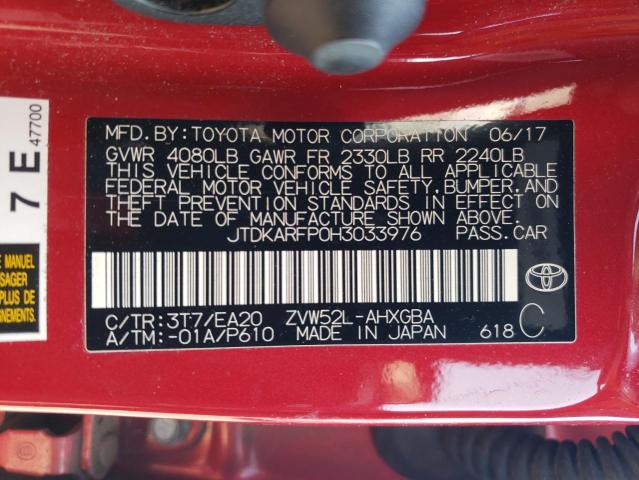 MFD.BY:TOYOTA MOTOR CORPORATION 06/17
GVWR 4080LB GAWR FR 2330LB RR 2240LB
THIS VEHICLE CONFORMS TO ALL APPLICABLE
FEDERAL MOTOR VEHICLE SAFETY,BUMPER,AND
THEFT PREVENTION STANDARDS IN EFFECT ON
THE DATE OF MANUFACTURE SHOWN ABOVE.
JTDKARFP0H3033976 PASS.CAR
C/TR:3T7/EA20 ZVW52L-AHXGBA
A/TM:-01A/P610 MADE IN JAPAN 618 C
TOYOTA
7 E
47700
E MANUEL
SAGER
PLUS DE
ONNEMENTS.